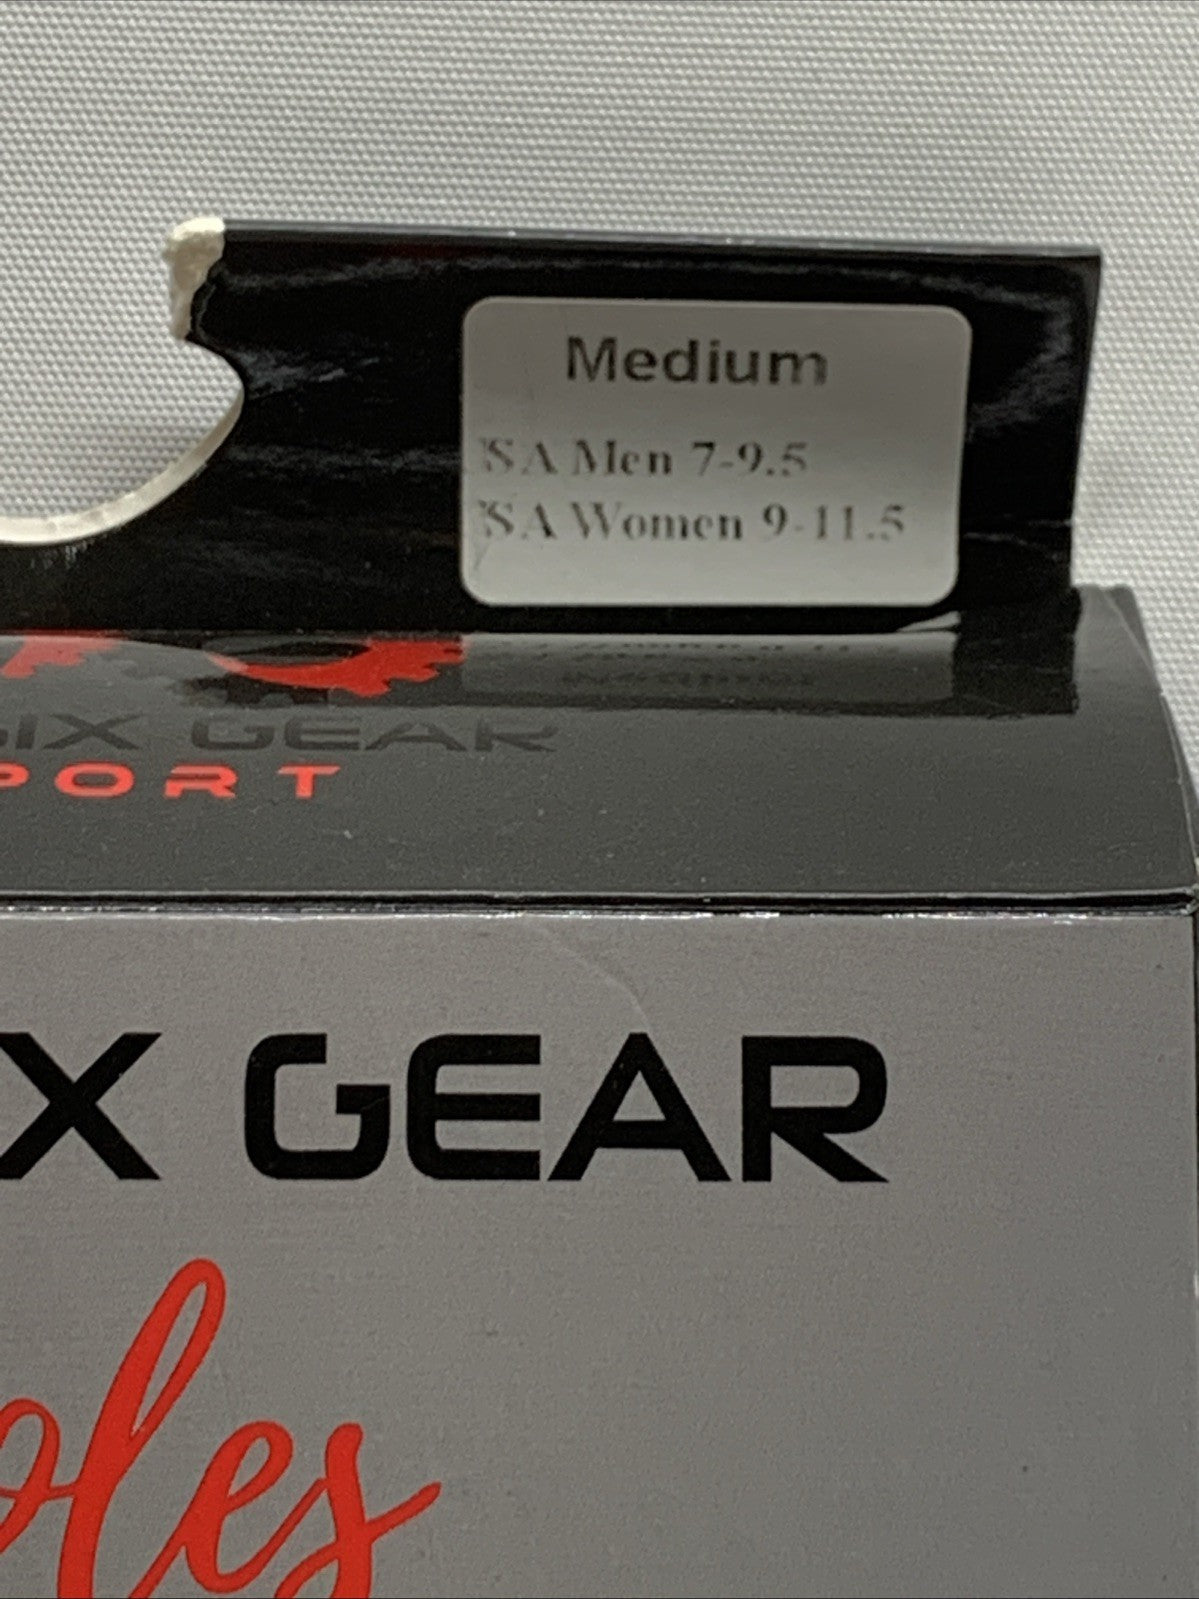 Medium
SA Men 7-9.5
SA Women 9-11.5
IX GEAR
PORT
X GEAR
oles